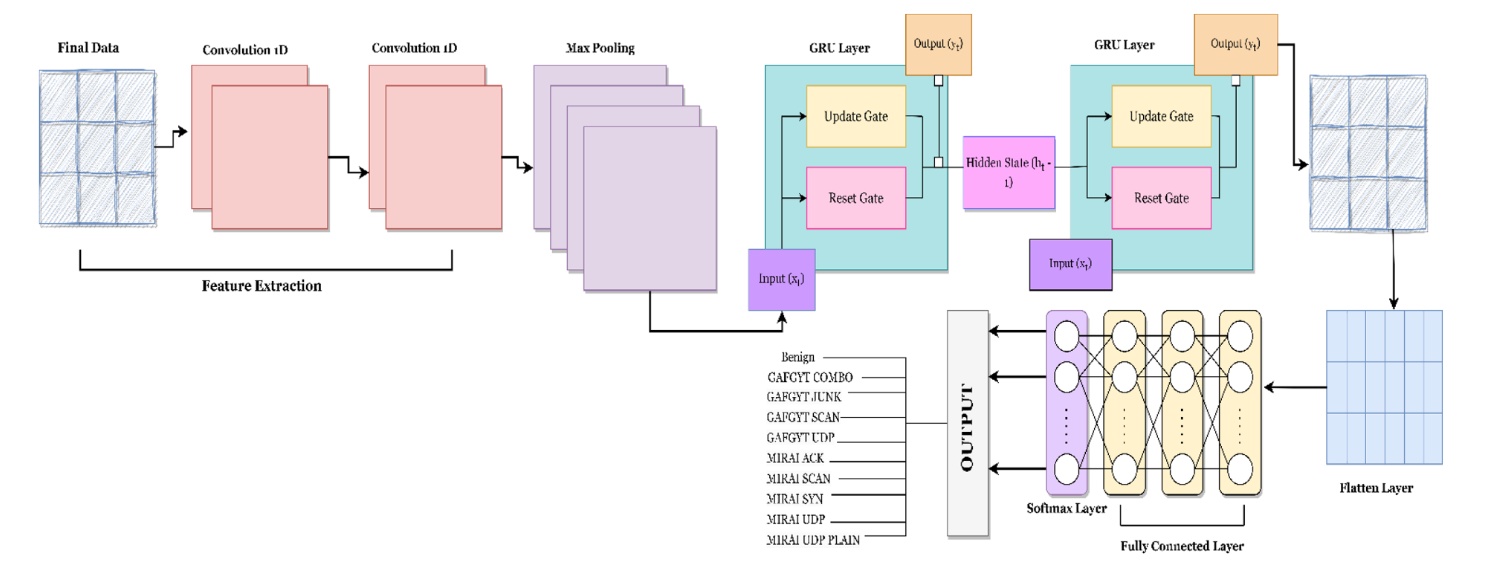 Final Data
Convolution 1D
Convolution 1D
Max Pooling
GRU Layer
Output (yt)
GRU Layer
Output (yt)
Update Gate
Reset Gate
Hidden State (ht -
1)
Update Gate
Reset Gate
Input (xt)
Input (xt)
Feature Extraction
Benign
GAFGYT COMBO
GAFGYT JUNK
GAFGYT SCAN
GAFGYT UDP
MIRAI ACK
MIRAI SCAN
MIRAI SYN
MIRAI UDP
MIRAI UDP PLAIN
OUTPUT
Softmax Layer
Fully Connected Layer
Flatten Layer